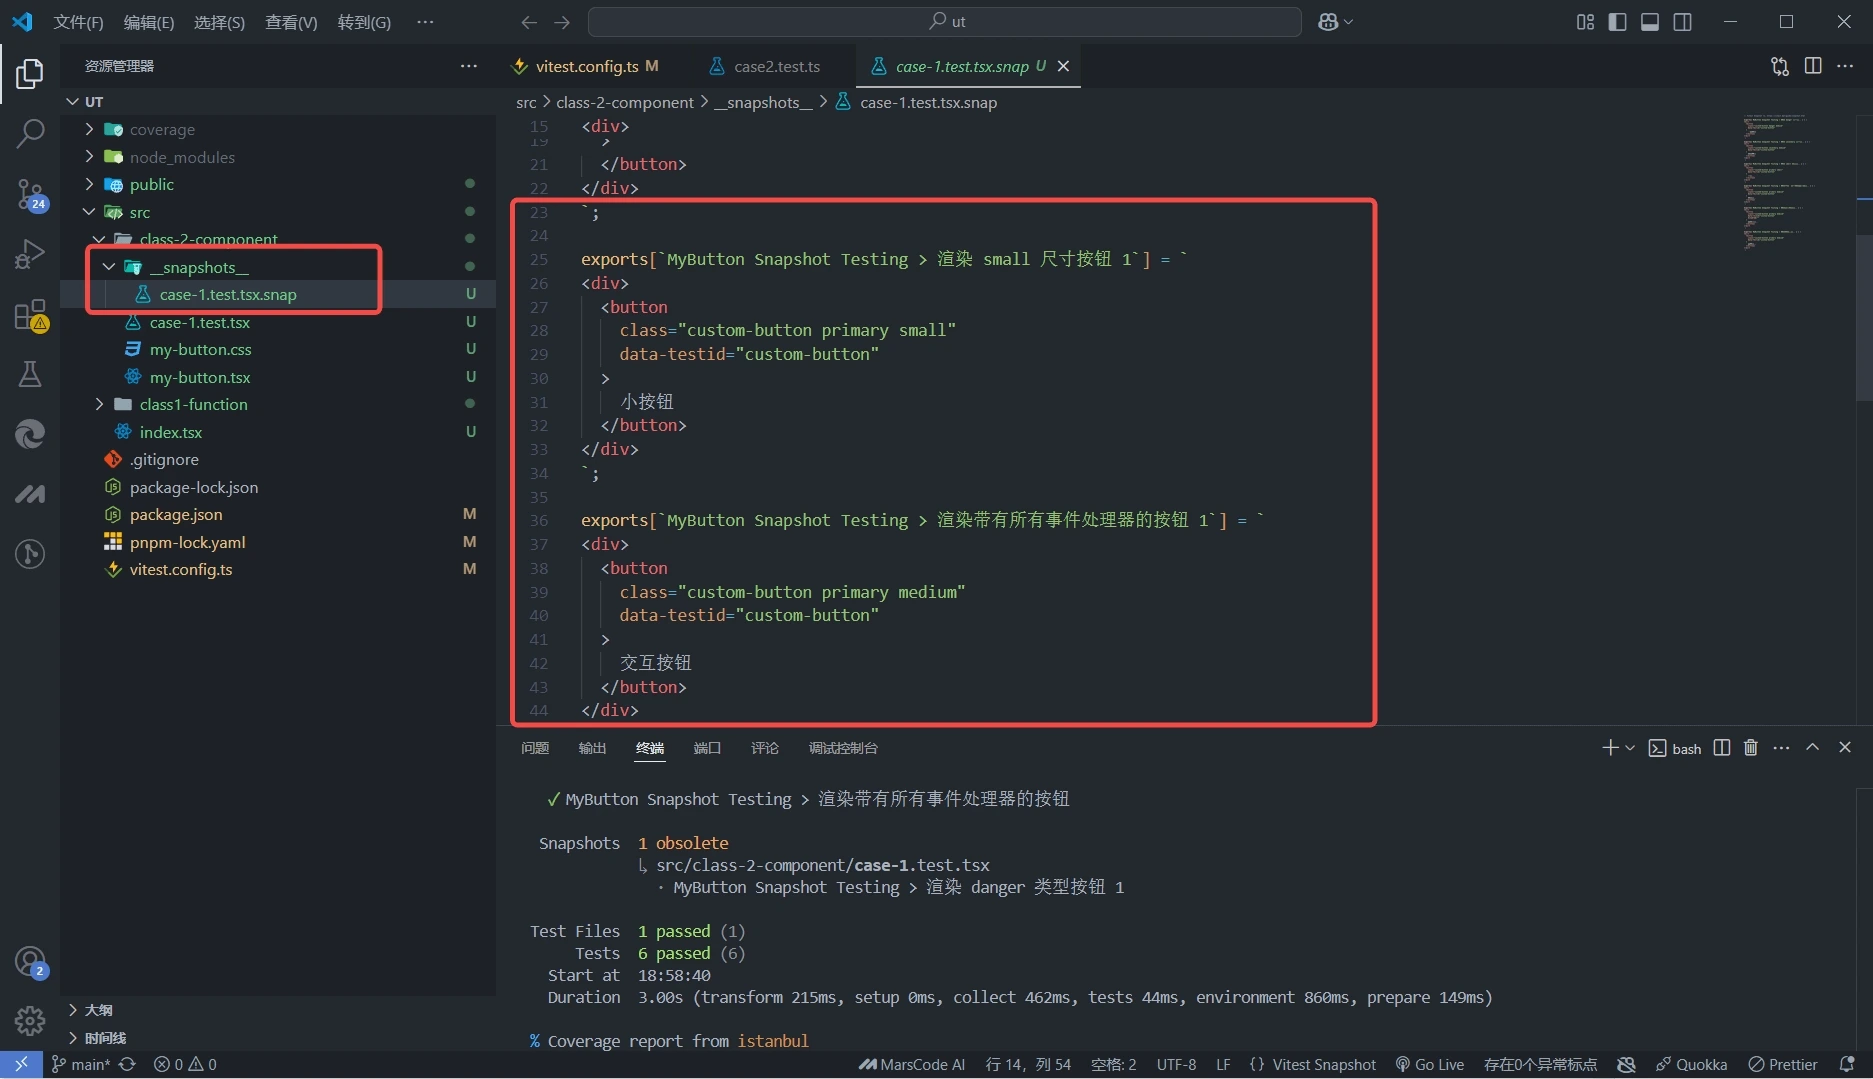 文件(F) 编辑(E) 选择(S) 查看(V) 转到(G) ···
ut
资源管理器
vitest.config.ts M
case2.test.ts
case-1.test.tsx.snap U
UT
src > class-2-component > __snapshots__ > case-1.test.tsx.snap
coverage
node_modules
public
src
class-2-component
__snapshots__
case-1.test.tsx.snap U
case-1.test.tsx U
my-button.css U
my-button.tsx U
class1-function
index.tsx U
.gitignore
package-lock.json
package.json M
pnpm-lock.yaml M
vitest.config.ts M
24
2
大纲
时间线
15 <div>
19 >
21 </button>
22 </div>
23 `;
24
25 exports[`MyButton Snapshot Testing > 渲染 small 尺寸按钮 1`] = `
26 <div>
27 <button
28 class="custom-button primary small"
29 data-testid="custom-button"
30 >
31 小按钮
32 </button>
33 </div>
34 `;
35
36 exports[`MyButton Snapshot Testing > 渲染带有所有事件处理器的按钮 1`] = `
37 <div>
38 <button
39 class="custom-button primary medium"
40 data-testid="custom-button"
41 >
42 交互按钮
43 </button>
44 </div>
问题 输出 终端 端口 评论 调试控制台
bash
✓ MyButton Snapshot Testing > 渲染带有所有事件处理器的按钮
Snapshots 1 obsolete
↳ src/class-2-component/case-1.test.tsx
· MyButton Snapshot Testing > 渲染 danger 类型按钮 1
Test Files 1 passed (1)
Tests 6 passed (6)
Start at 18:58:40
Duration 3.00s (transform 215ms, setup 0ms, collect 462ms, tests 44ms, environment 860ms, prepare 149ms)
% Coverage report from istanbul
main* 0 0 MarsCode AI 行 14，列 54 空格: 2 UTF-8 LF {} Vitest Snapshot Go Live 存在0个异常标点 Quokka Prettier